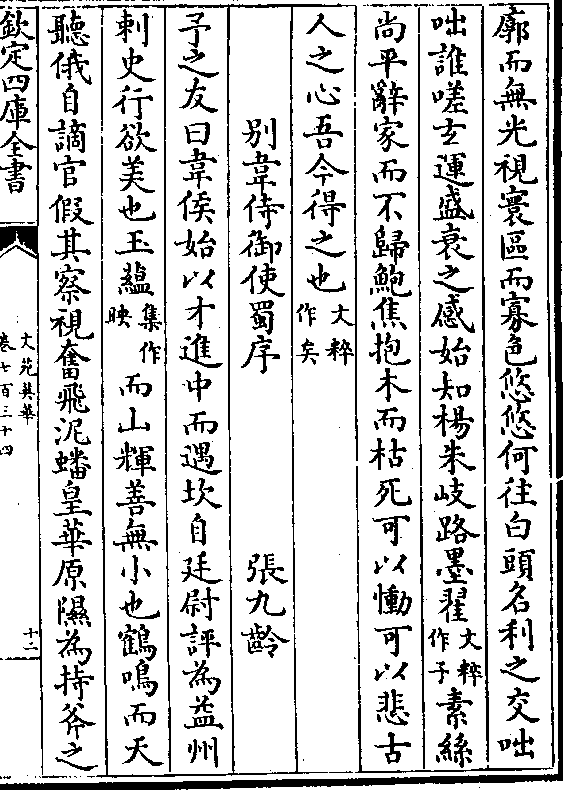 廓而無光視寰區而寡色悠悠何往白頭名利之交咄
咄誰嗟玄運盛衰之感始知楊朱岐路墨翟文粹作子素絲
尚平辭家而不歸鮑焦抱木而枯死可以慟可以悲古
人之心吾今得之也文粹作矣
别韋侍御使蜀序 張九齡
予之友曰韋侯始以才進中而遇坎自廷尉評為益州
刺史行欲美也玉蘊集作映而山輝善無小也鶴鳴而天
聽俄自謫官假其察視奮飛泥蟠皇華原隰為持斧之
欽定四庫全書
文苑英華
卷七百三十四
十二